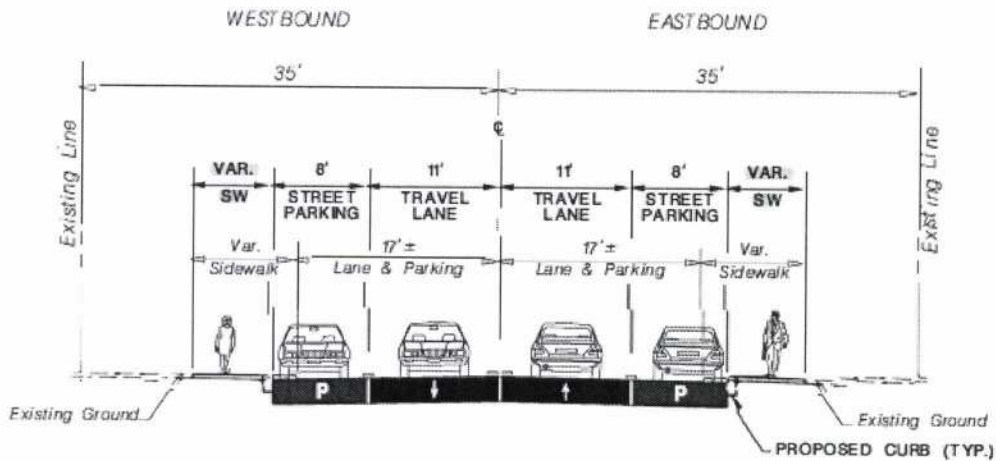 WESTBOUND
EASTBOUND
35'
35'
℄
Existing Line
Existing Line
VAR.
8'
11'
11'
8'
VAR.
SW
STREET
PARKING
TRAVEL
LANE
TRAVEL
LANE
STREET
PARKING
SW
Var.
Sidewalk
17' ±
Lane & Parking
17' ±
Lane & Parking
Var.
Sidewalk
P
P
Existing Ground
Existing Ground
PROPOSED CURB (TYP.)